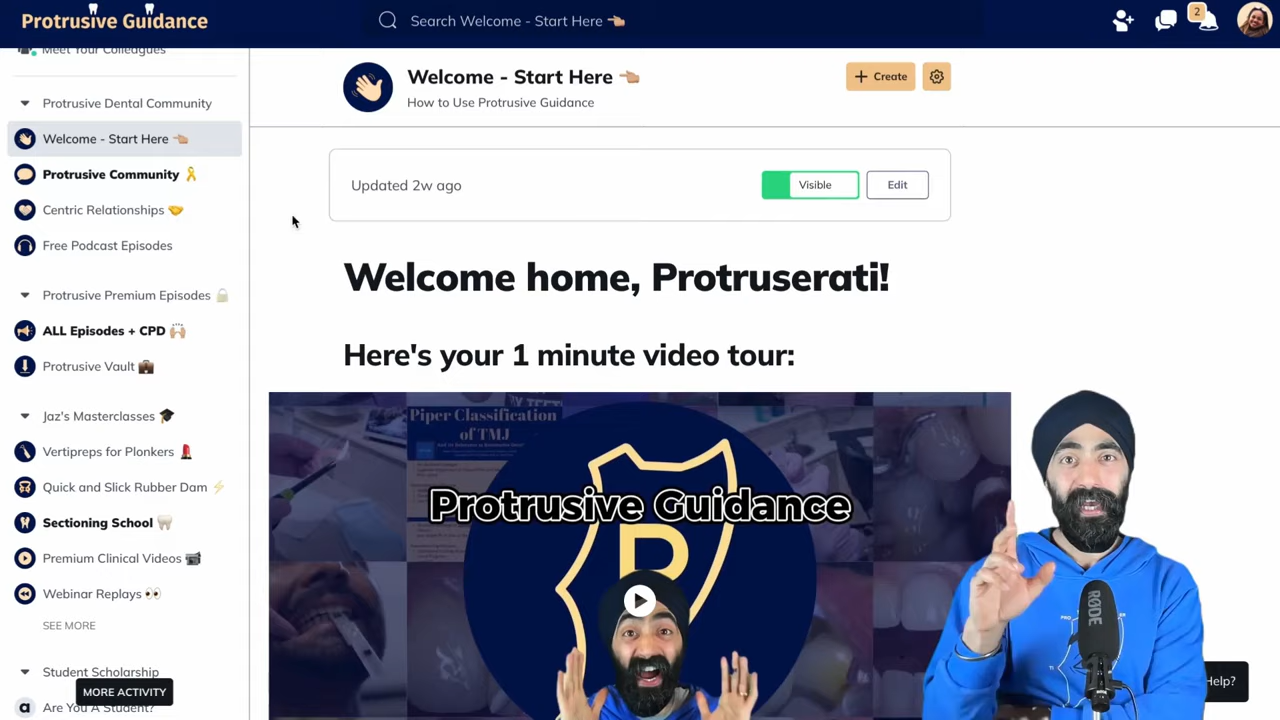 Protrusive Guidance
Search Welcome - Start Here 👈🏼
2
Meet Your Colleagues
Protrusive Dental Community
Welcome - Start Here 👈🏼
Protrusive Community 🎗️
Centric Relationships 🤝
Free Podcast Episodes
Protrusive Premium Episodes 🔒
ALL Episodes + CPD 🙌🏼
Protrusive Vault 💼
Jaz's Masterclasses 🎓
Vertipreps for Plonkers 💄
Quick and Slick Rubber Dam ⚡
Sectioning School 🦷
Premium Clinical Videos 📹
Webinar Replays 👀
SEE MORE
Student Scholarship
MORE ACTIVITY
Are You A Student?
Welcome - Start Here 👈🏼
How to Use Protrusive Guidance
+ Create
Updated 2w ago
Visible
Edit
Welcome home, Protruserati!
Here's your 1 minute video tour:
Piper Classification
of TMJ
Protrusive Guidance
P
RØDE
Help?